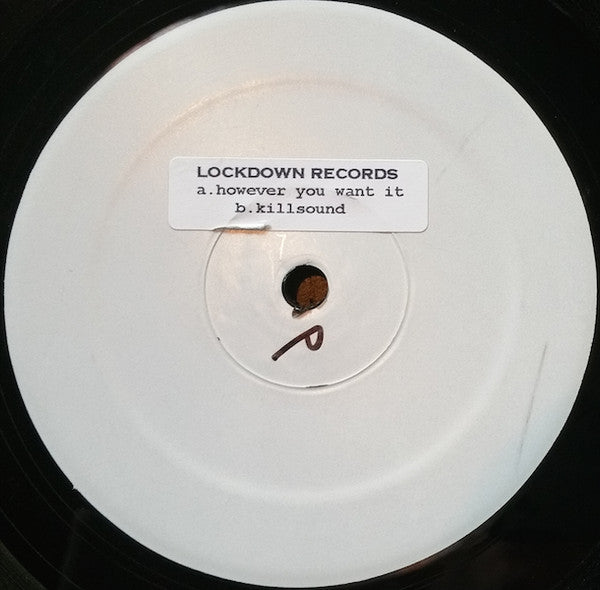 LOCKDOWN RECORDS
a.however you want it
b.killsound
P